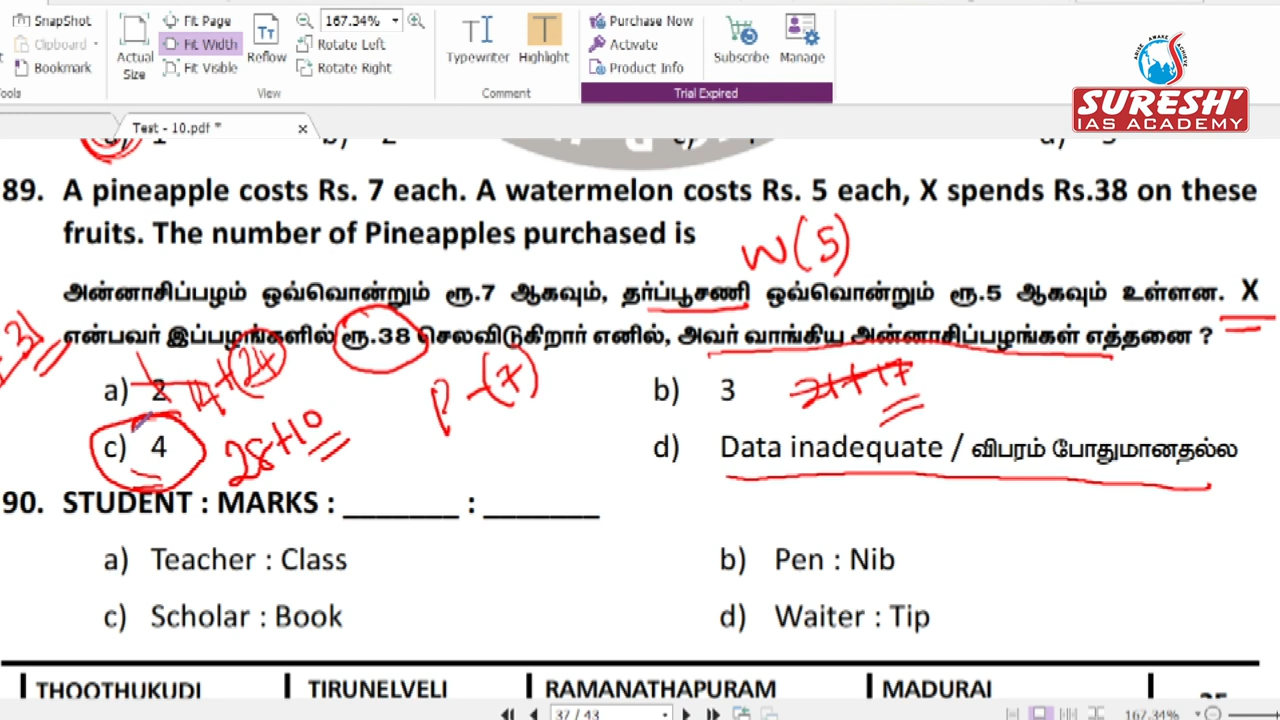 SnapShot
Clipboard
Bookmark
Tools
Actual Size
Fit Page
Fit Width
Fit Visible
Reflow
167.34%
Rotate Left
Rotate Right
View
Typewriter
Highlight
Comment
Purchase Now
Activate
Product Info
Subscribe
Manage
Trial Expired
ARISE AWAKE ACHIEVE
SURESH'
IAS ACADEMY
Test - 10.pdf *
89. A pineapple costs Rs. 7 each. A watermelon costs Rs. 5 each, X spends Rs.38 on these
fruits. The number of Pineapples purchased is
W(5)
அன்னாசிப்பழம் ஒவ்வொன்றும் ரூ.7 ஆகவும், தர்ப்பூசணி ஒவ்வொன்றும் ரூ.5 ஆகவும் உள்ளன. X
என்பவர் இப்பழங்களில் ரூ.38 செலவிடுகிறார் எனில், அவர் வாங்கிய அன்னாசிப்பழங்கள் எத்தனை ?
a) 2 14+24 P-(7) b) 3 21+17
c) 4 28+10 d) Data inadequate / விபரம் போதுமானதல்ல
90. STUDENT : MARKS : _______ : _______
a) Teacher : Class b) Pen : Nib
c) Scholar : Book d) Waiter : Tip
THOOTHUKUDI TIRUNELVELI RAMANATHAPURAM MADURAI
37 / 43 167.34%